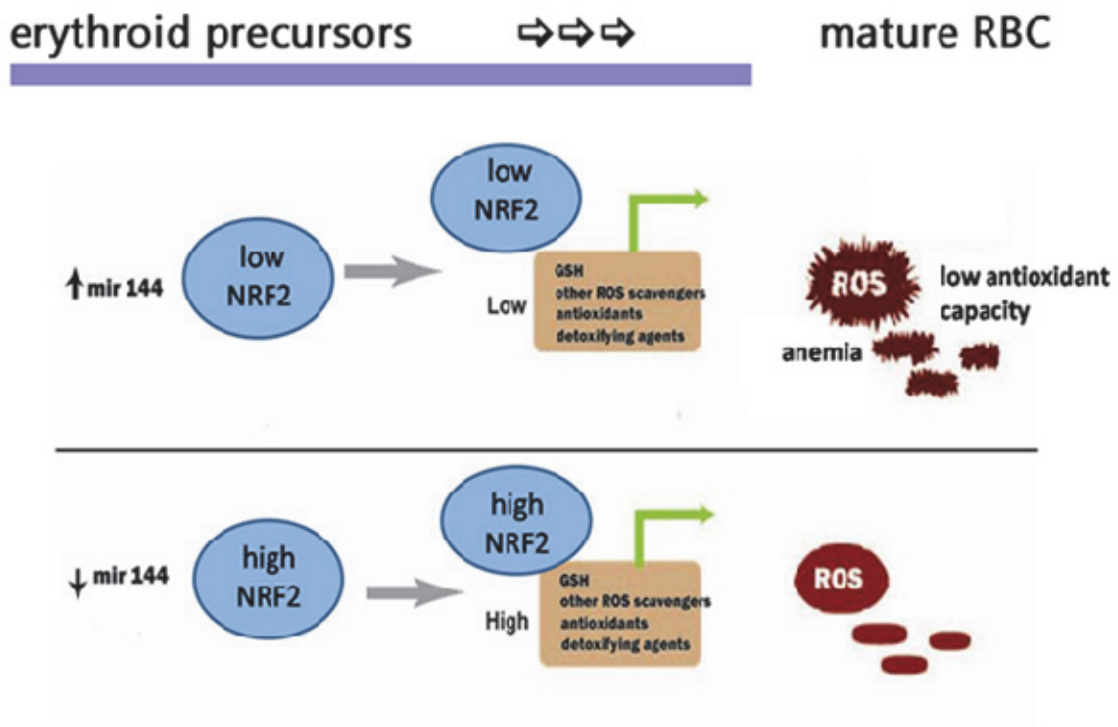 erythroid precursors ⇨⇨⇨ mature RBC
low
NRF2
↑ mir 144
low
NRF2
Low
GSH
other ROS scavengers
antioxidants
detoxifying agents
ROS
low antioxidant
capacity
anemia
high
NRF2
↓ mir 144
high
NRF2
High
GSH
other ROS scavengers
antioxidants
detoxifying agents
ROS